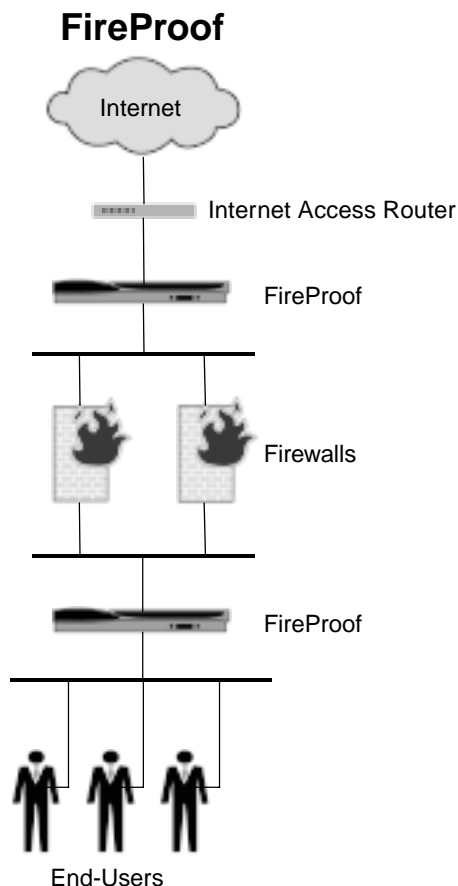 FireProof
Internet
Internet Access Router
FireProof
Firewalls
FireProof
End-Users